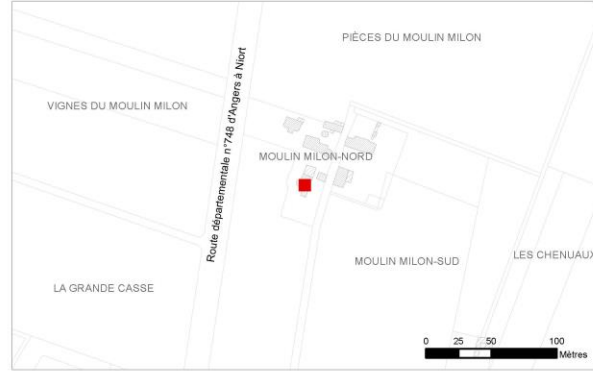 PIÈCES DU MOULIN MILON
VIGNES DU MOULIN MILON
Route départementale n°748 d'Angers à Niort
MOULIN MILON-NORD
LES CHENUAUX
MOULIN MILON-SUD
LA GRANDE CASSE
0 25 50 100
Mètres